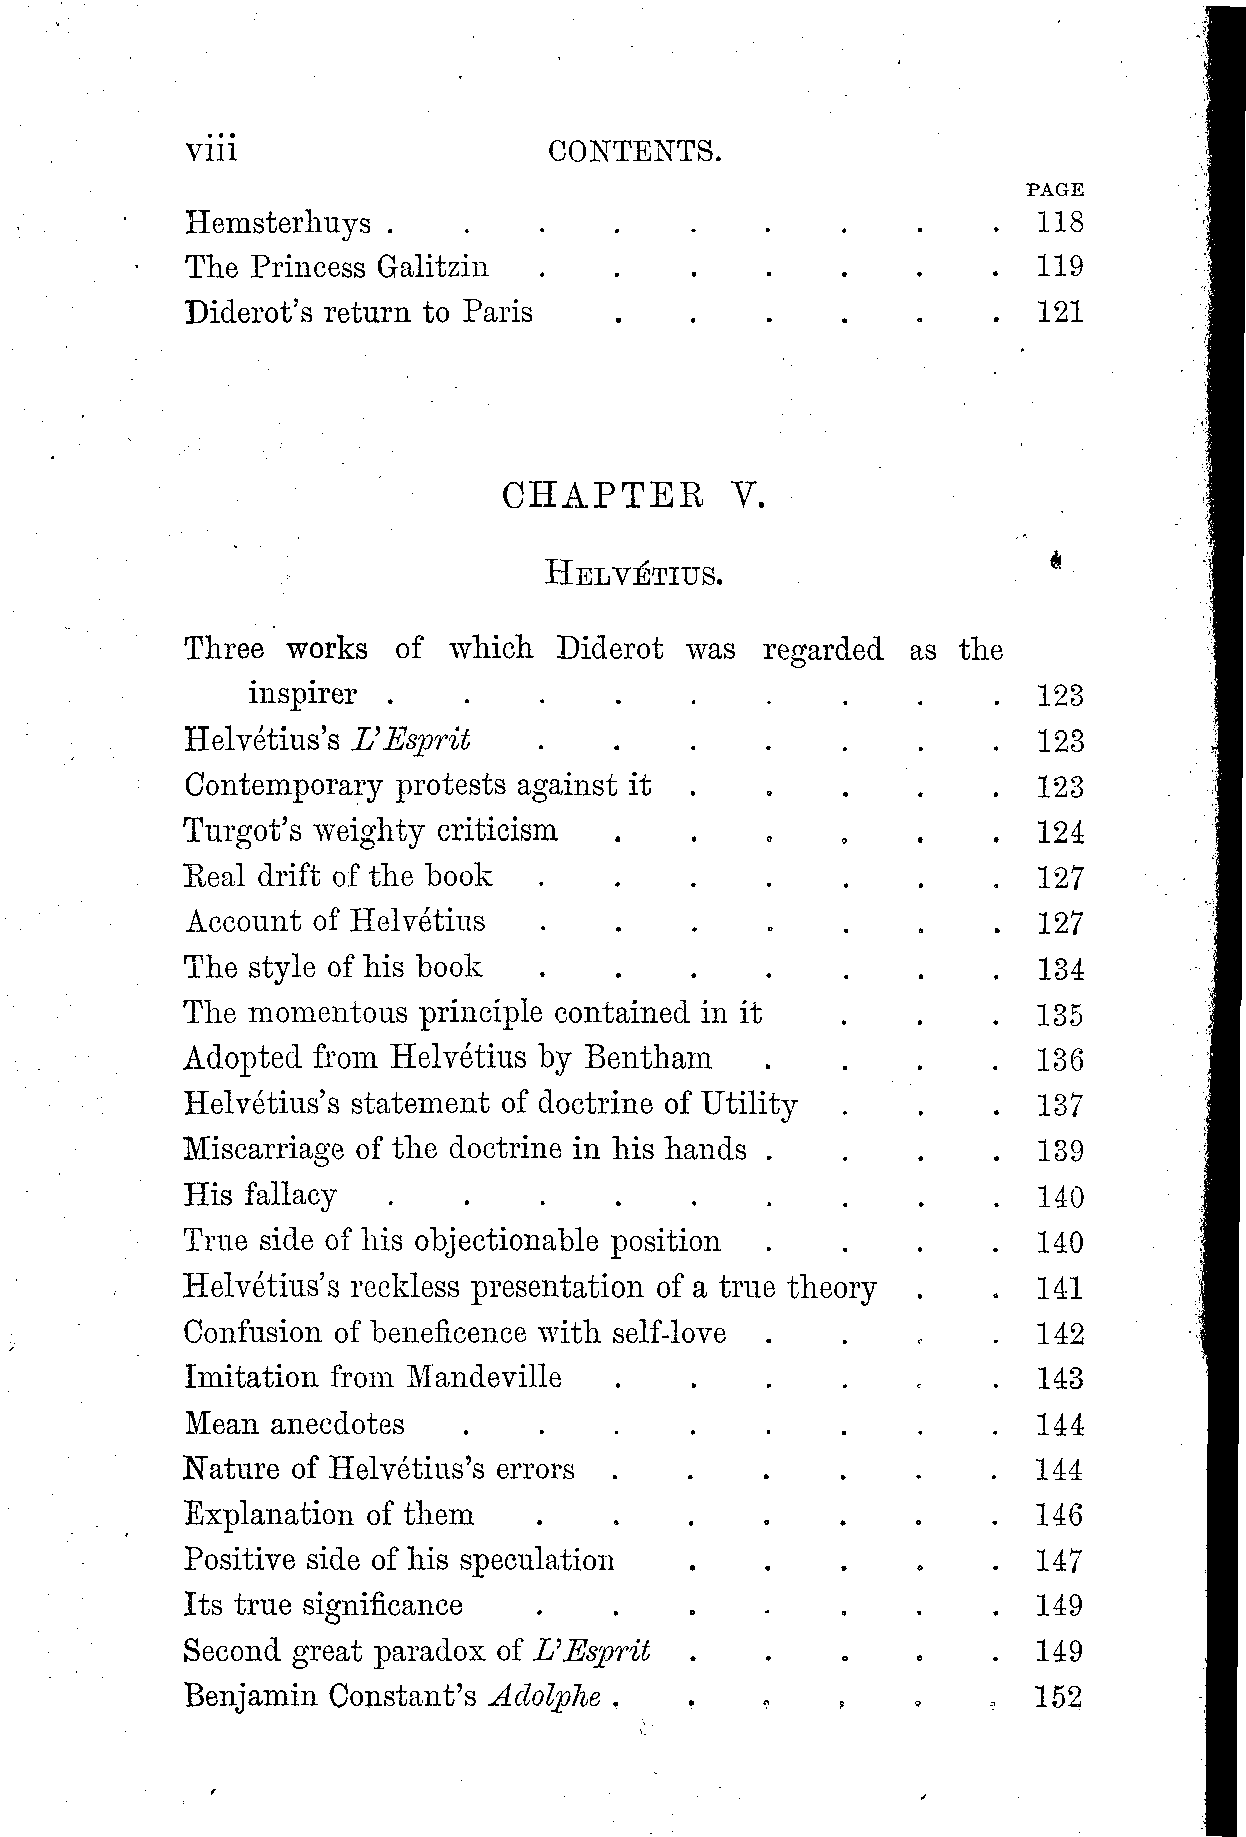 viii CONTENTS.
PAGE
Hemsterhuys . . . . . . . . . 118
The Princess Galitzin . . . . . . . 119
Diderot's return to Paris . . . . . . 121
CHAPTER V.
HELVÉTIUS.
Three works of which Diderot was regarded as the
inspirer . . . . . . . . . 123
Helvétius's L'Esprit . . . . . . . 123
Contemporary protests against it . . . . . 123
Turgot's weighty criticism . . . . . . 124
Real drift of the book . . . . . . . 127
Account of Helvétius . . . . . . . 127
The style of his book . . . . . . . 134
The momentous principle contained in it . . . 135
Adopted from Helvétius by Bentham . . . . 136
Helvétius's statement of doctrine of Utility . . . 137
Miscarriage of the doctrine in his hands . . . . 139
His fallacy . . . . . . . . . 140
True side of his objectionable position . . . . 140
Helvétius's reckless presentation of a true theory . . 141
Confusion of beneficence with self-love . . . . 142
Imitation from Mandeville . . . . . . 143
Mean anecdotes . . . . . . . . 144
Nature of Helvétius's errors . . . . . . 144
Explanation of them . . . . . . . 146
Positive side of his speculation . . . . . 147
Its true significance . . . . . . . 149
Second great paradox of L'Esprit . . . . . 149
Benjamin Constant's Adolphe . . . . . . 152